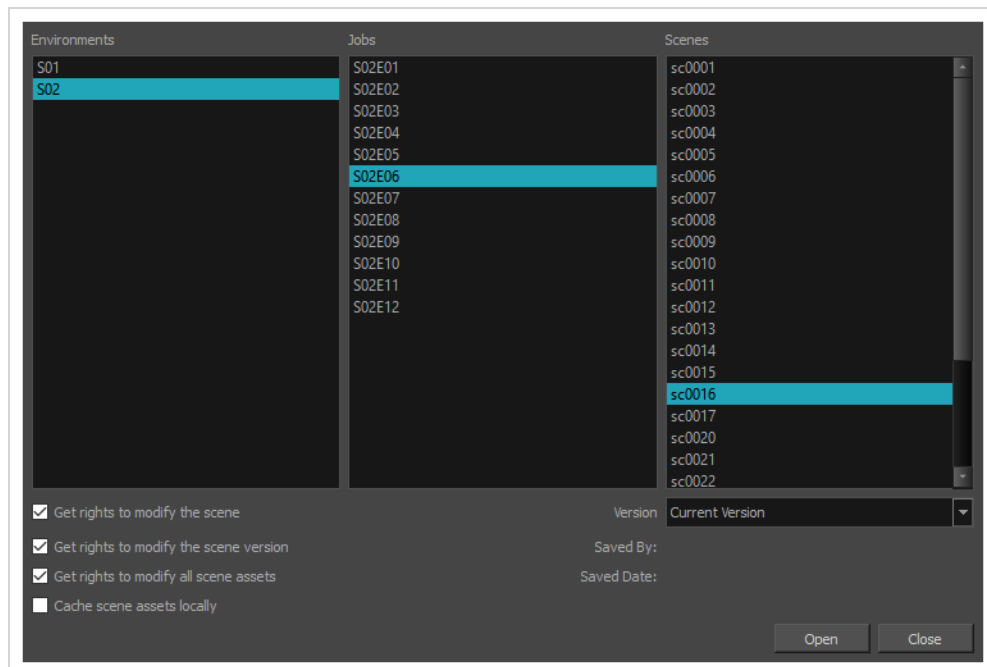 Environments
S01
S02
Jobs
S02E01
S02E02
S02E03
S02E04
S02E05
S02E06
S02E07
S02E08
S02E09
S02E10
S02E11
S02E12
Scenes
sc0001
sc0002
sc0003
sc0004
sc0005
sc0006
sc0007
sc0008
sc0009
sc0010
sc0011
sc0012
sc0013
sc0014
sc0015
sc0016
sc0017
sc0020
sc0021
sc0022
Get rights to modify the scene
Get rights to modify the scene version
Get rights to modify all scene assets
Cache scene assets locally
Version Current Version
Saved By:
Saved Date:
Open Close